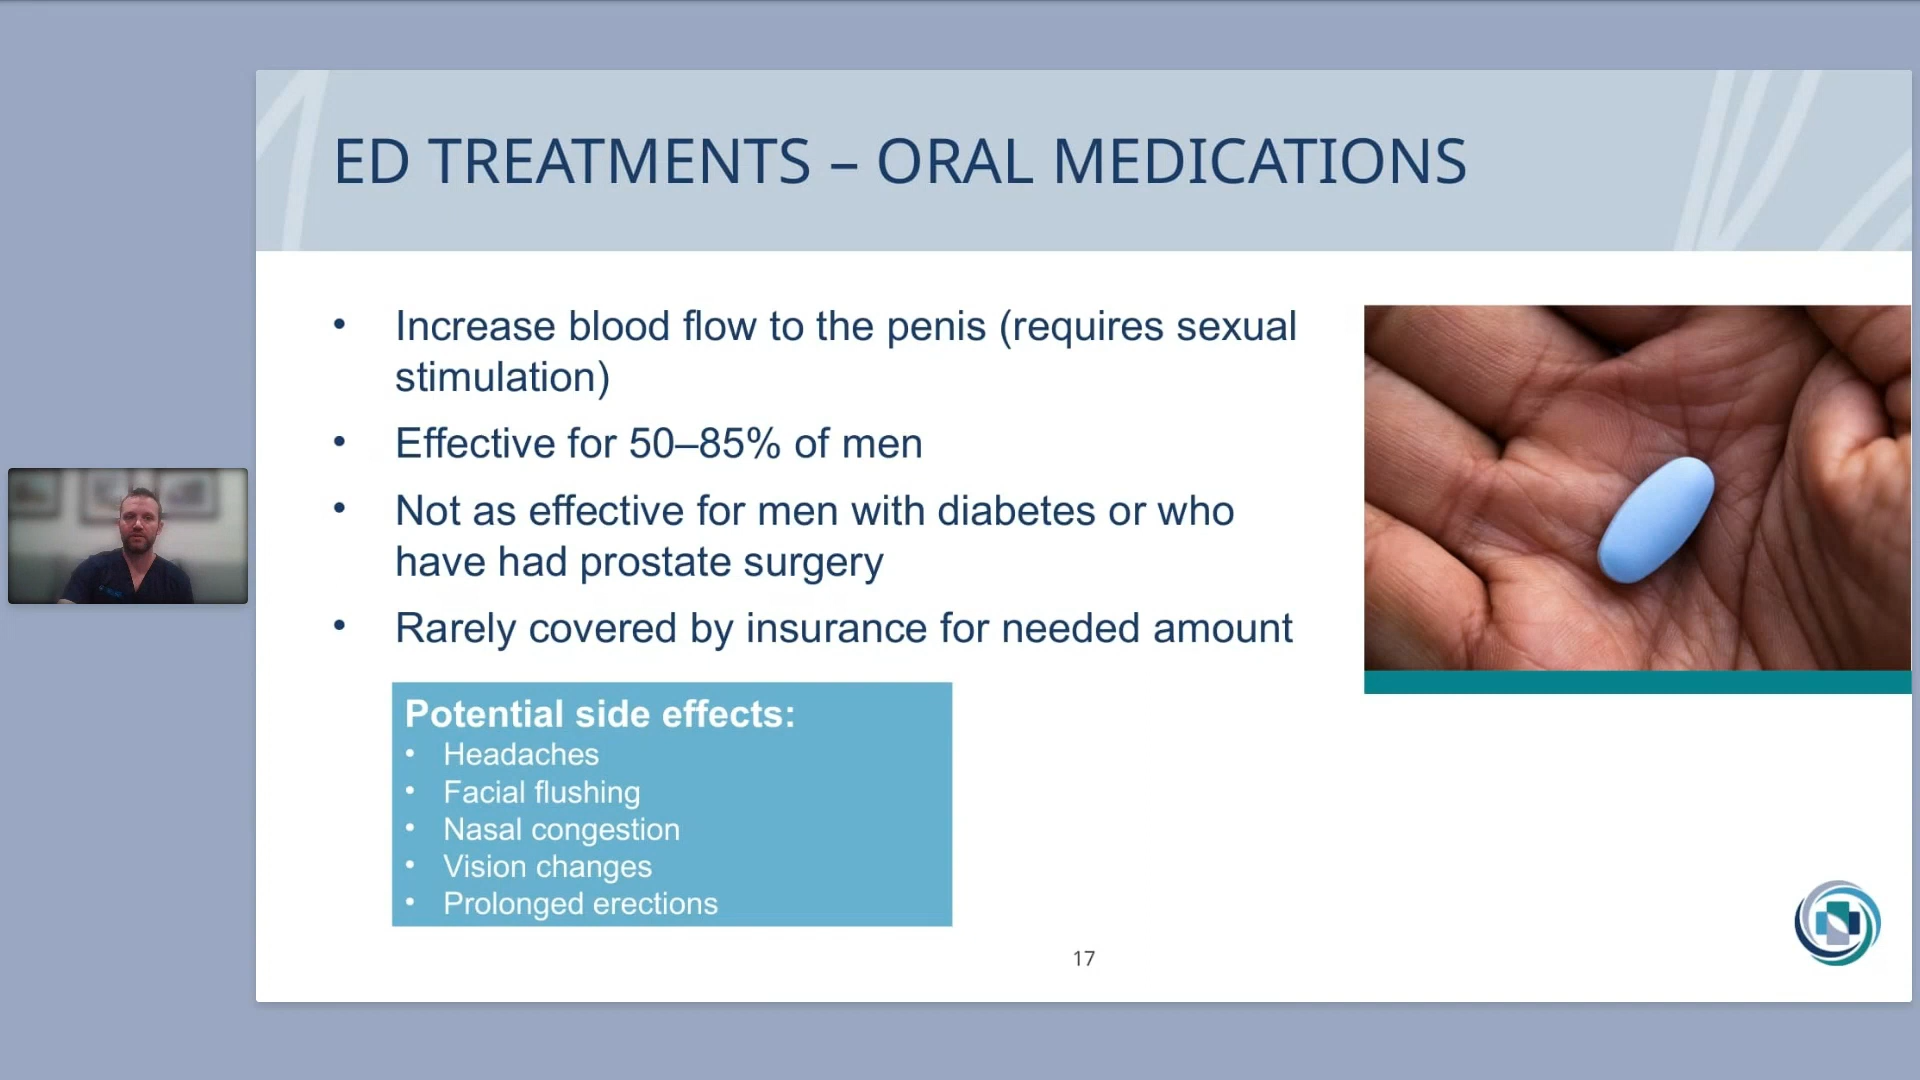 ED TREATMENTS – ORAL MEDICATIONS
• Increase blood flow to the penis (requires sexual
stimulation)
• Effective for 50–85% of men
• Not as effective for men with diabetes or who
have had prostate surgery
• Rarely covered by insurance for needed amount
Potential side effects:
• Headaches
• Facial flushing
• Nasal congestion
• Vision changes
• Prolonged erections
17